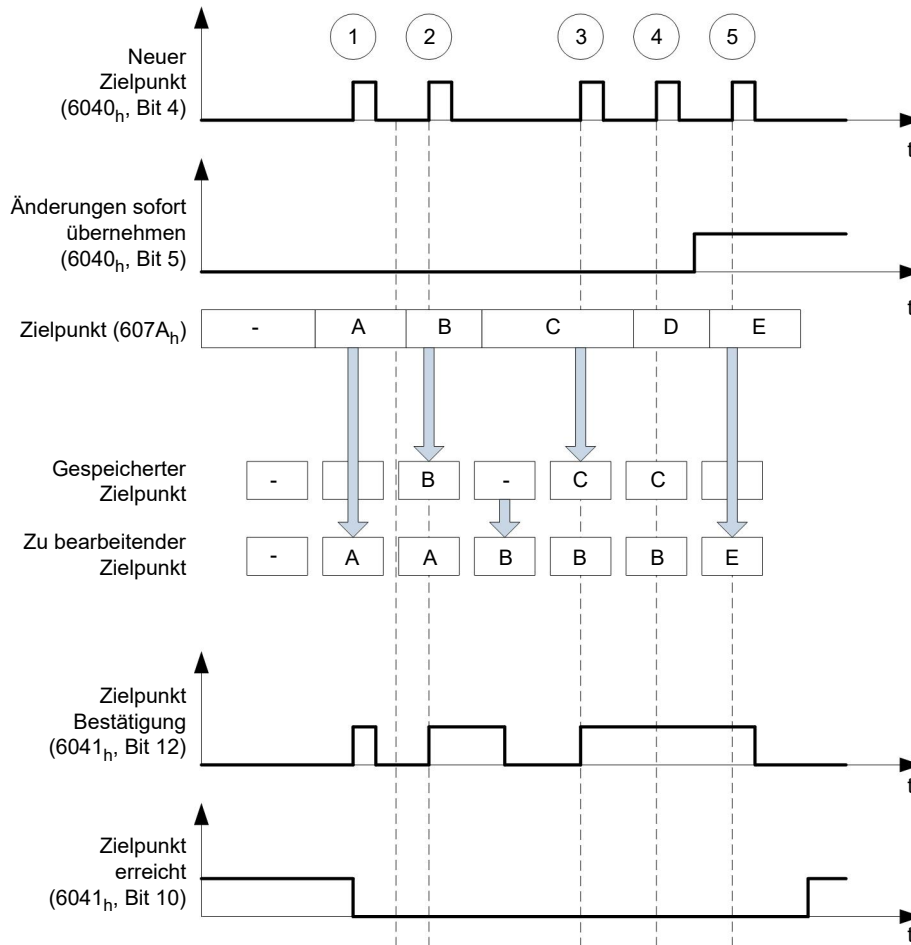 1 2 3 4 5
Neuer
Zielpunkt
(6040h, Bit 4)
t
Änderungen sofort
übernehmen
(6040h, Bit 5)
t
Zielpunkt (607Ah) - A B C D E
Gespeicherter
Zielpunkt
- B - C C
Zu bearbeitender
Zielpunkt
- A A B B B E
Zielpunkt
Bestätigung
(6041h, Bit 12)
t
Zielpunkt
erreicht
(6041h, Bit 10)
t